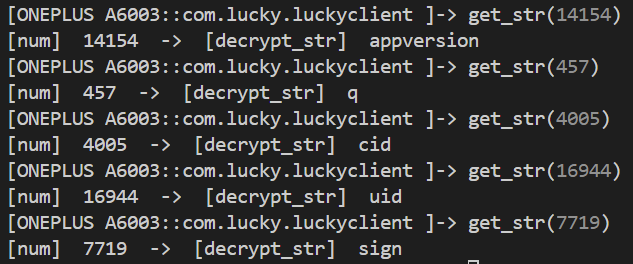 [ONEPLUS A6003::com.lucky.luckyclient ]-> get_str(14154)
[num]  14154  ->  [decrypt_str]  appversion
[ONEPLUS A6003::com.lucky.luckyclient ]-> get_str(457)
[num]  457  ->  [decrypt_str]  q
[ONEPLUS A6003::com.lucky.luckyclient ]-> get_str(4005)
[num]  4005  ->  [decrypt_str]  cid
[ONEPLUS A6003::com.lucky.luckyclient ]-> get_str(16944)
[num]  16944  ->  [decrypt_str]  uid
[ONEPLUS A6003::com.lucky.luckyclient ]-> get_str(7719)
[num]  7719  ->  [decrypt_str]  sign